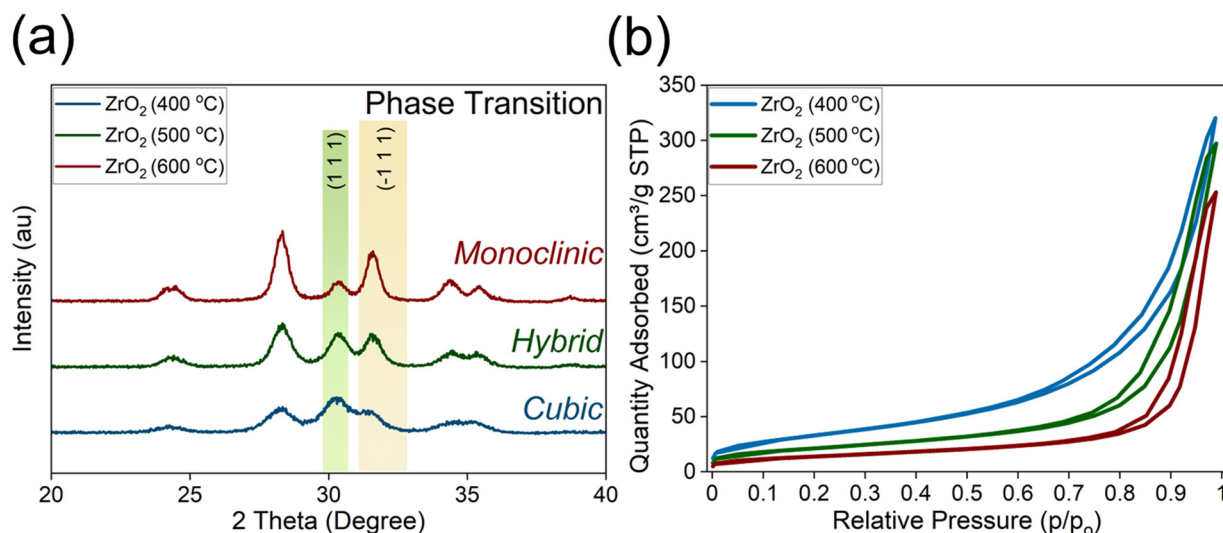 (a)
ZrO₂ (400 °C)
ZrO₂ (500 °C)
ZrO₂ (600 °C)
Phase Transition
(1 1 1)
(-1 1 1)
Monoclinic
Hybrid
Cubic
Intensity (au)
20 25 30 35 40
2 Theta (Degree)
(b)
ZrO₂ (400 °C)
ZrO₂ (500 °C)
ZrO₂ (600 °C)
Quantity Adsorbed (cm³/g STP)
350
300
250
200
150
100
50
0
0 0.1 0.2 0.3 0.4 0.5 0.6 0.7 0.8 0.9 1
Relative Pressure (p/pₒ)